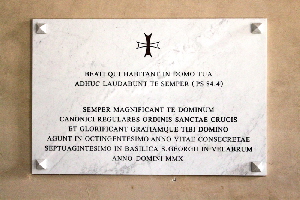 BEATI QUI HABITANT IN DOMO TUA
ADHUC LAUDABUNT TE SEMPER (PS 84.4)
SEMPER MAGNIFICANT TE DOMINUM
CANONICI REGULARES ORDINIS SANCTAE CRUCIS
ET GLORIFICANT GRATIAMQUE TIBI DOMINO
AGUNT IN OCTINGENTESIMO ANNO VITAE CONSECRETAE
SEPTUAGINTESIMO IN BASILICA S.GEORGII IN VELABRUM
ANNO DOMINI MMX